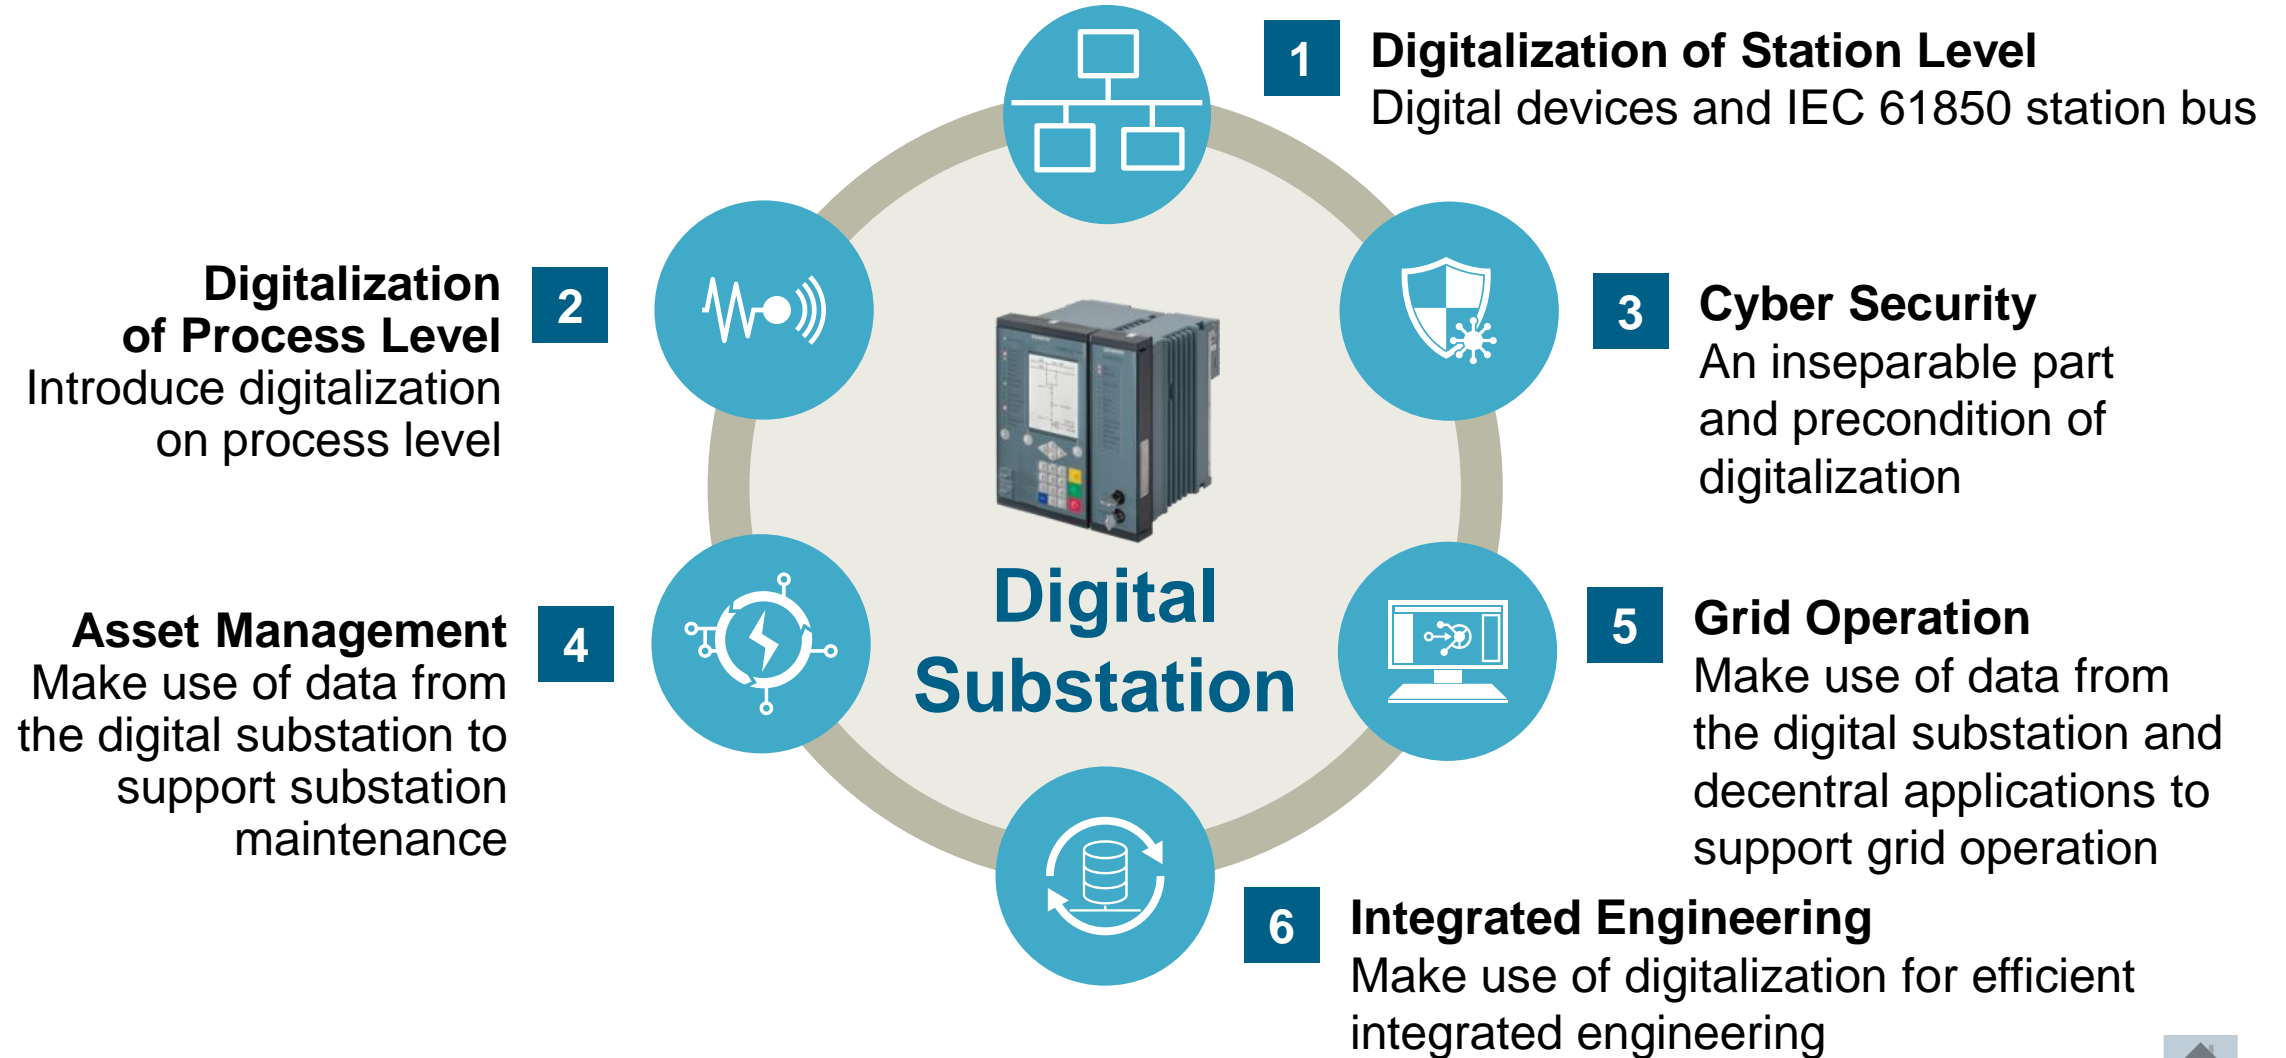 1
Digitalization of Station Level
Digital devices and IEC 61850 station bus
2
Digitalization
of Process Level
Introduce digitalization
on process level
3
Cyber Security
An inseparable part
and precondition of
digitalization
Digital
Substation
4
Asset Management
Make use of data from
the digital substation to
support substation
maintenance
5
Grid Operation
Make use of data from
the digital substation and
decentral applications to
support grid operation
6
Integrated Engineering
Make use of digitalization for efficient
integrated engineering